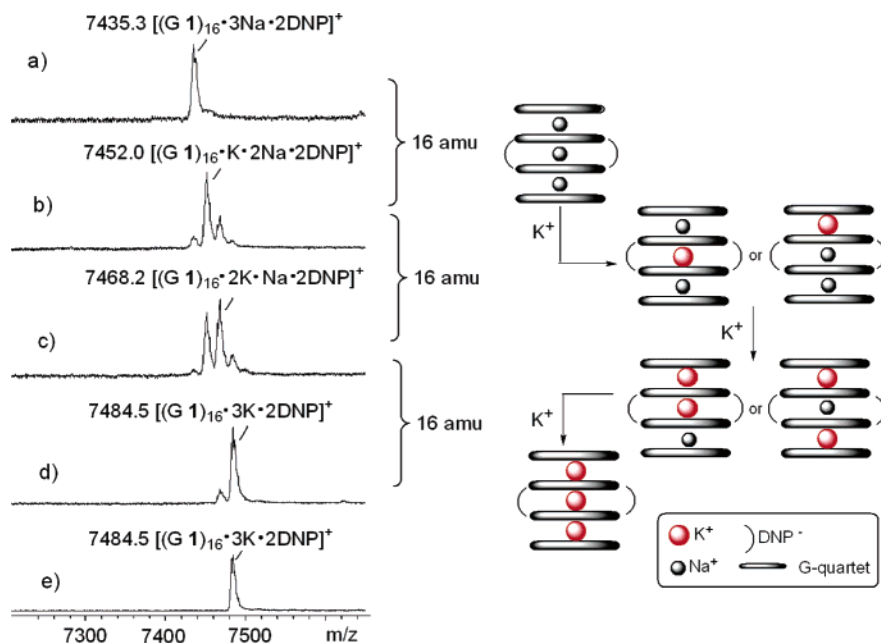 7435.3 [(G 1)₁₆•3Na•2DNP]⁺
a)
16 amu
7452.0 [(G 1)₁₆•K•2Na•2DNP]⁺
b)
16 amu
7468.2 [(G 1)₁₆•2K•Na•2DNP]⁺
c)
16 amu
7484.5 [(G 1)₁₆•3K•2DNP]⁺
d)
7484.5 [(G 1)₁₆•3K•2DNP]⁺
e)
7300 7400 7500 m/z
K⁺
or
K⁺
or
K⁺
K⁺ DNP⁻
Na⁺ G-quartet